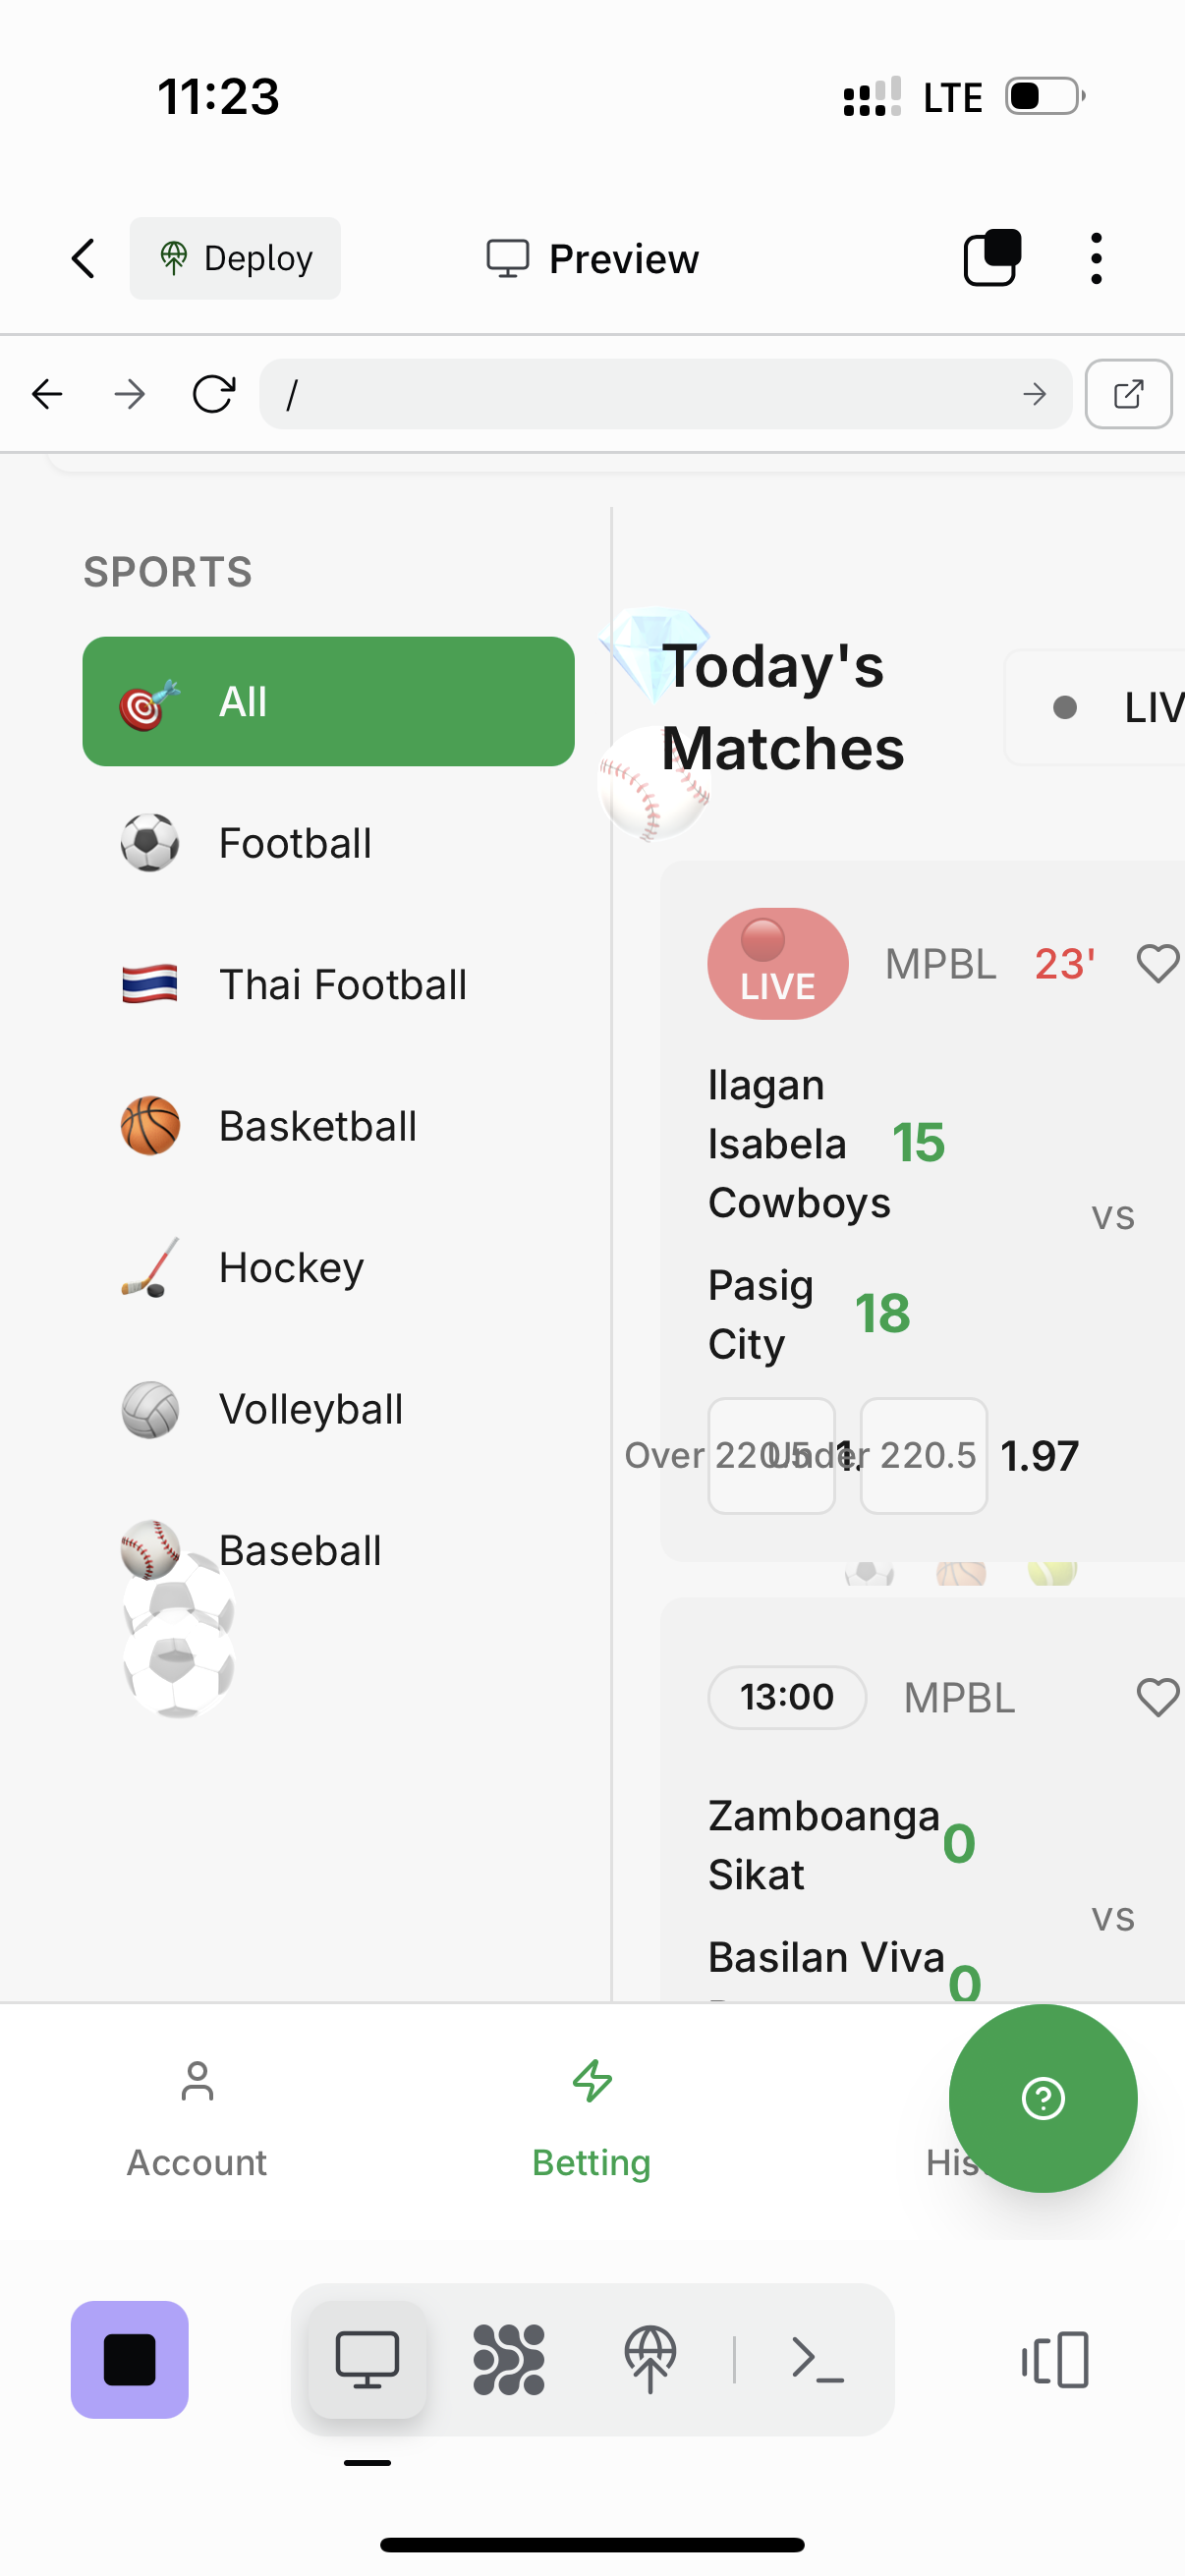 11:23
LTE
Deploy
Preview
/
SPORTS
All
Football
Thai Football
Basketball
Hockey
Volleyball
Baseball
Today's
Matches
LIV
LIVE
MPBL
23'
Ilagan
Isabela
Cowboys
15
vs
Pasig
City
18
Over 220.5
1.
Under 220.5
1.97
13:00
MPBL
Zamboanga
Sikat
0
vs
Basilan Viva
0
Account
Betting
His